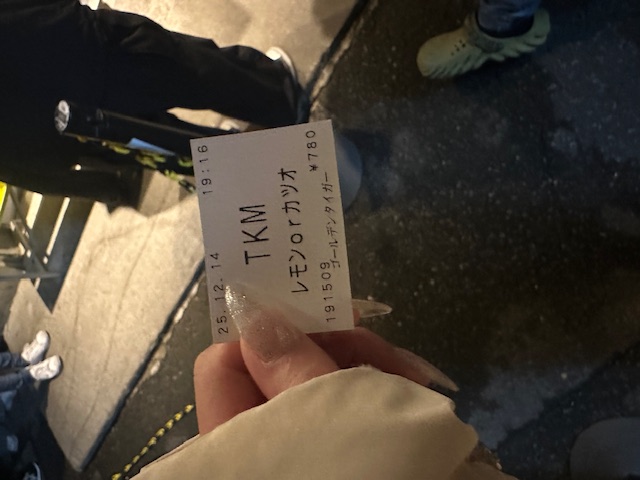 25.12.14 19:16
TKM
レモンorカツオ
¥780
191509 ゴールデンタイガー